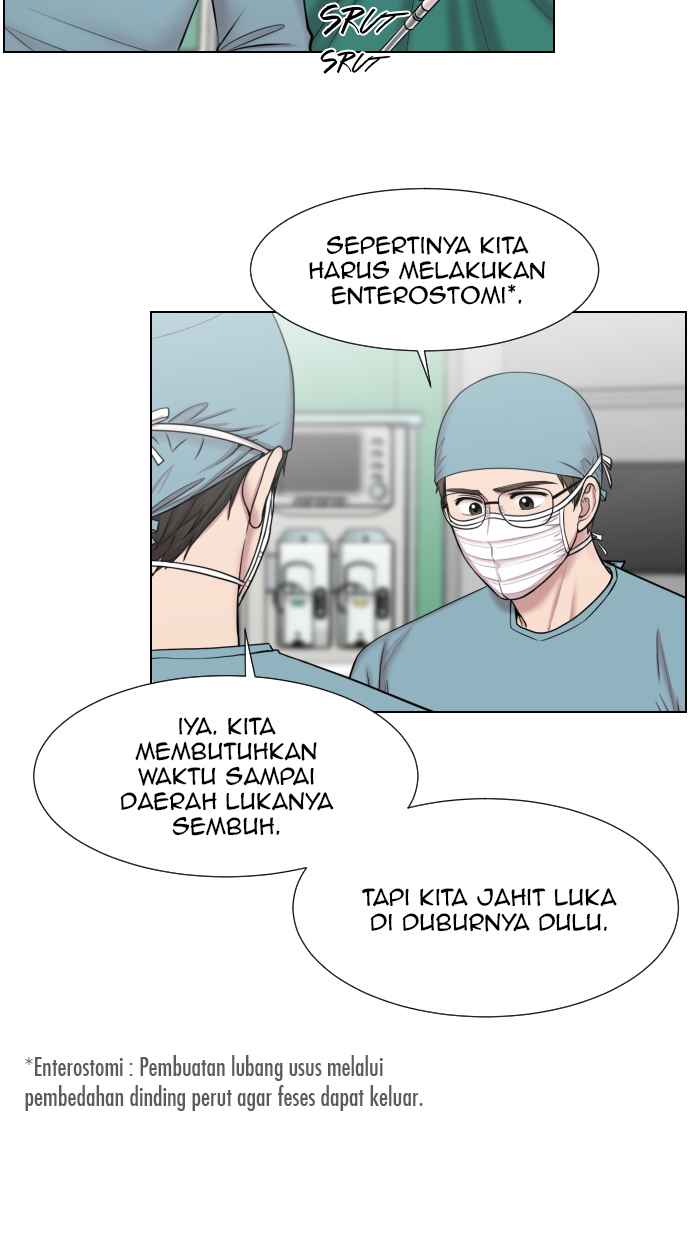 SRUT
SRUT
SEPERTINYA KITA
HARUS MELAKUKAN
ENTEROSTOMI*.
IYA. KITA
MEMBUTUHKAN
WAKTU SAMPAI
DAERAH LUKANYA
SEMBUH.
TAPI KITA JAHIT LUKA
DI DUBURNYA DULU.
*Enterostomi : Pembuatan lubang usus melalui
pembedahan dinding perut agar feses dapat keluar.